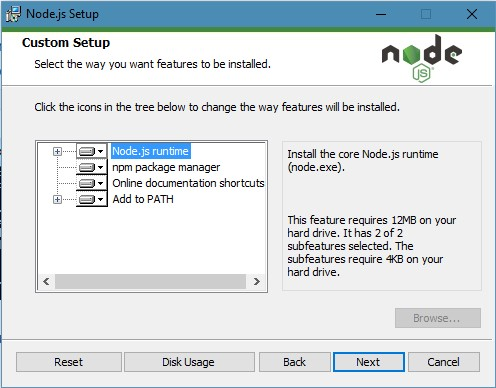 Node.js Setup
Custom Setup
Select the way you want features to be installed.
node
JS
Click the icons in the tree below to change the way features will be installed.
Node.js runtime
npm package manager
Online documentation shortcuts
Add to PATH
Install the core Node.js runtime
(node.exe).
This feature requires 12MB on your
hard drive. It has 2 of 2
subfeatures selected. The
subfeatures require 4KB on your
hard drive.
Browse...
Reset
Disk Usage
Back
Next
Cancel